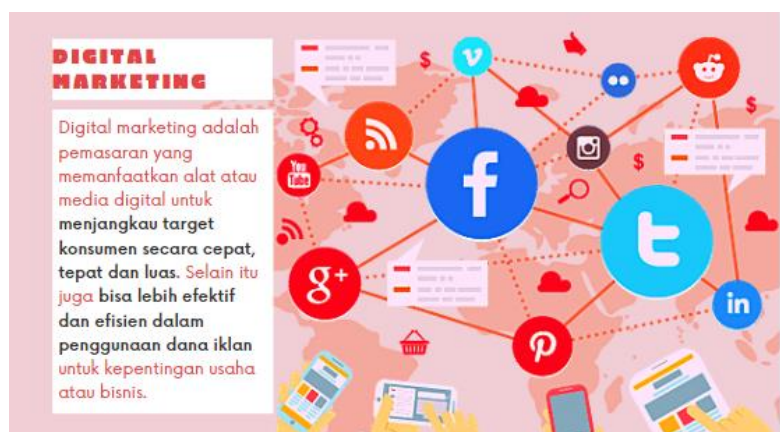 DIGITAL
MARKETING
Digital marketing adalah
pemasaran yang
memanfaatkan alat atau
media digital untuk
menjangkau target
konsumen secara cepat,
tepat dan luas. Selain itu
juga bisa lebih efektif
dan efisien dalam
penggunaan dana iklan
untuk kepentingan usaha
atau bisnis.
You
Tube
g+
in